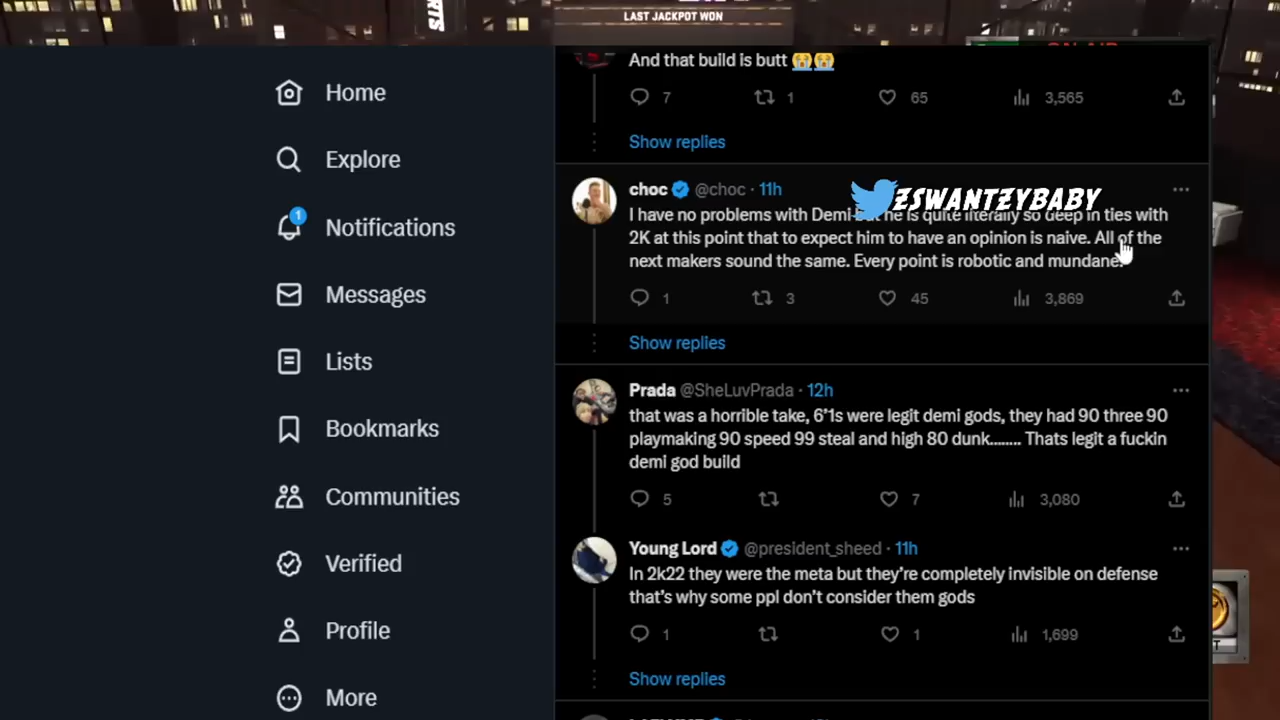 LAST JACKPOT WON
Home
Explore
1
Notifications
Messages
Lists
Bookmarks
Communities
Verified
Profile
More
And that build is butt 😭😭
7 1 65 3,565
Show replies
choc @choc · 11h
ZSWANTZYBABY
I have no problems with Demi he is quite literally so deep in ties with
2K at this point that to expect him to have an opinion is naive. All of the
next makers sound the same. Every point is robotic and mundane.
1 3 45 3,869
Show replies
Prada @SheLuvPrada · 12h
that was a horrible take, 6'1s were legit demi gods, they had 90 three 90
playmaking 90 speed 99 steal and high 80 dunk........ Thats legit a fuckin
demi god build
5 7 3,080
Young Lord @president_sheed · 11h
In 2k22 they were the meta but they're completely invisible on defense
that's why some ppl don't consider them gods
1 1 1,699
Show replies